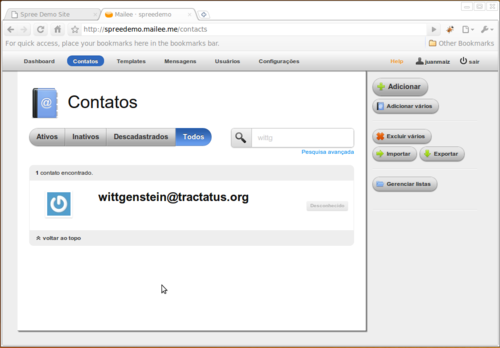 Spree Demo Site
Mailee - spreedemo
http://spreedemo.mailee.me/contacts
For quick access, place your bookmarks here in the bookmarks bar.
Other Bookmarks
Dashboard
Contatos
Templates
Mensagens
Usuários
Configurações
Help
juanmaiz
sair
Contatos
Ativos
Inativos
Descadastrados
Todos
wittg
Pesquisa avançada
1 contato encontrado.
wittgenstein@tractatus.org
Desconhecido
voltar ao topo
Adicionar
Adicionar vários
Excluir vários
Importar
Exportar
Gerenciar listas